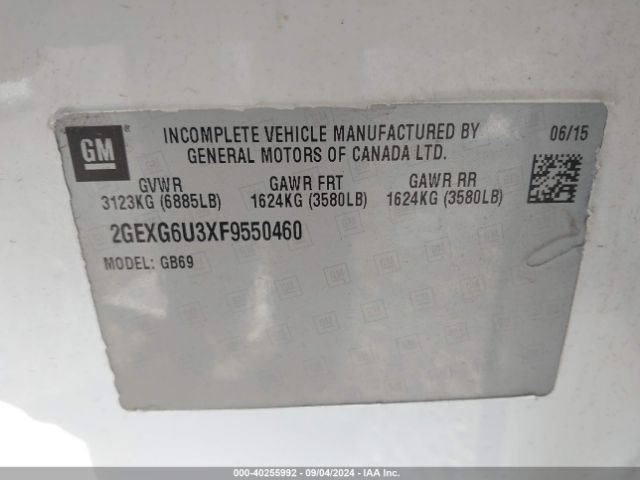 GM
INCOMPLETE VEHICLE MANUFACTURED BY
GENERAL MOTORS OF CANADA LTD.
06/15
GVWR GAWR FRT GAWR RR
3123KG (6885LB) 1624KG (3580LB) 1624KG (3580LB)
2GEXG6U3XF9550460
MODEL: GB69
000-40255992 - 09/04/2024 - IAA Inc.